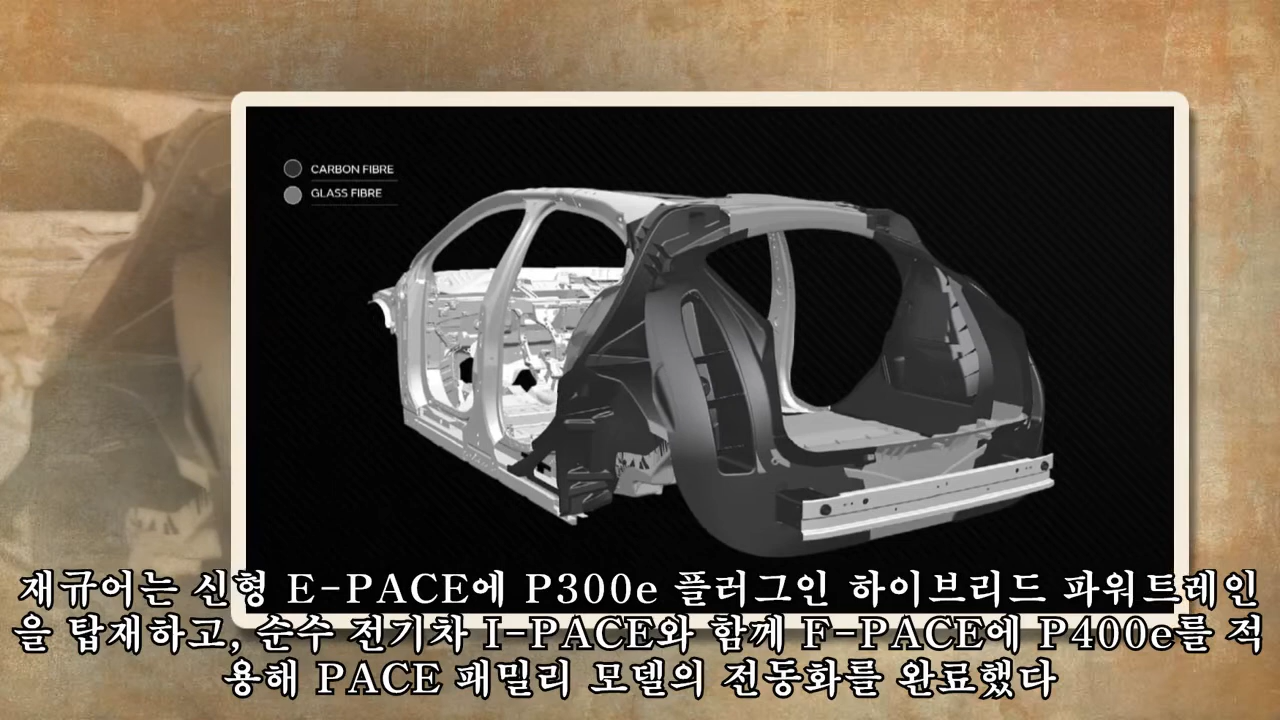 CARBON FIBRE
GLASS FIBRE
재규어는 신형 E-PACE에 P300e 플러그인 하이브리드 파워트레인
을 탑재하고, 순수 전기차 I-PACE와 함께 F-PACE에 P400e를 적
용해 PACE 패밀리 모델의 전동화를 완료했다